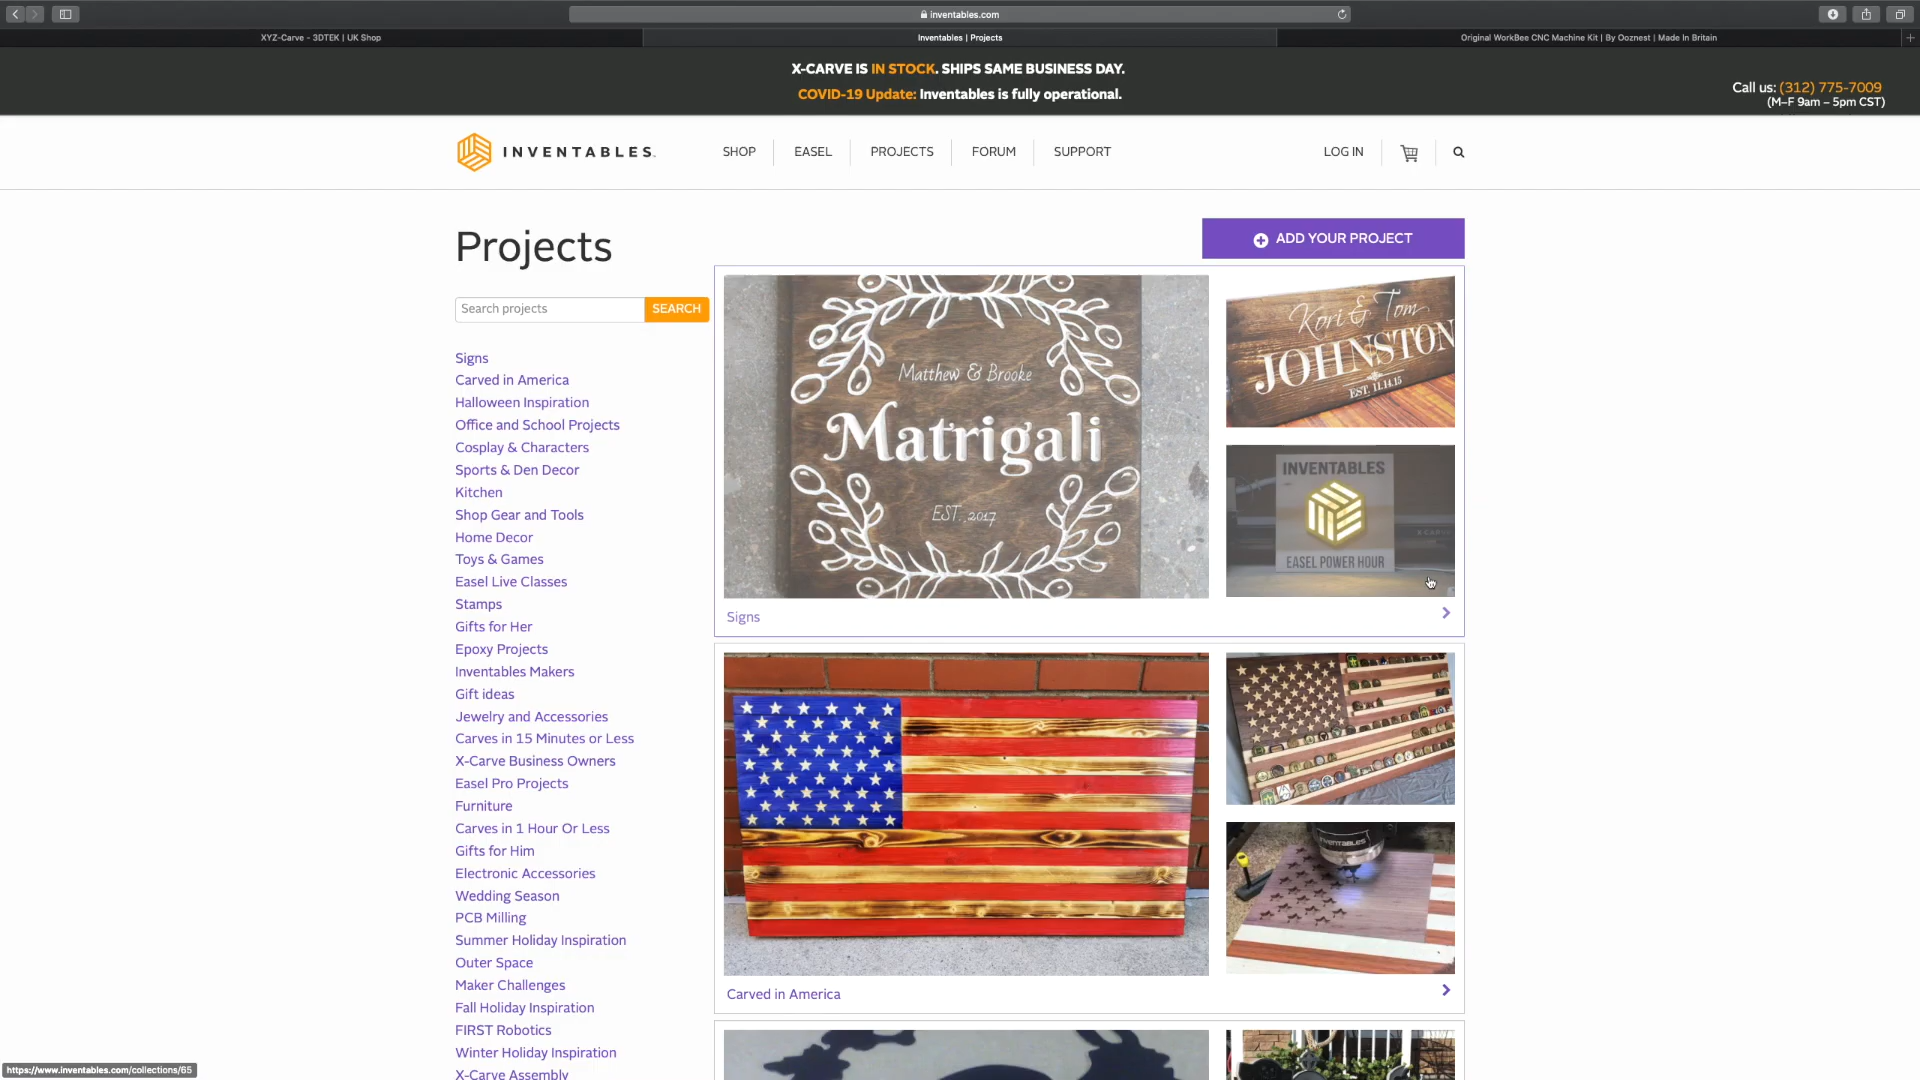 inventables.com
XYZ-Carve - 3DTEK | UK Shop
Inventables | Projects
Original WorkBee CNC Machine Kit | By Ooznest | Made In Britain
X-CARVE IS IN STOCK. SHIPS SAME BUSINESS DAY.
COVID-19 Update: Inventables is fully operational.
Call us: (312) 775-7009
(M–F 9am – 5pm CST)
INVENTABLES.
SHOP
EASEL
PROJECTS
FORUM
SUPPORT
LOG IN
Projects
ADD YOUR PROJECT
Search projects
SEARCH
Signs
Carved in America
Halloween Inspiration
Office and School Projects
Cosplay & Characters
Sports & Den Decor
Kitchen
Shop Gear and Tools
Home Decor
Toys & Games
Easel Live Classes
Stamps
Gifts for Her
Epoxy Projects
Inventables Makers
Gift ideas
Jewelry and Accessories
Carves in 15 Minutes or Less
X-Carve Business Owners
Easel Pro Projects
Furniture
Carves in 1 Hour Or Less
Gifts for Him
Electronic Accessories
Wedding Season
PCB Milling
Summer Holiday Inspiration
Outer Space
Maker Challenges
Fall Holiday Inspiration
FIRST Robotics
Winter Holiday Inspiration
X-Carve Assembly
Matthew & Brooke
Matrigali
EST. 2017
Kori & Tom
JOHNSTON
EST. 11.14.15
INVENTABLES
EASEL POWER HOUR
Signs
INVENTABLES
Carved in America
https://www.inventables.com/collections/65